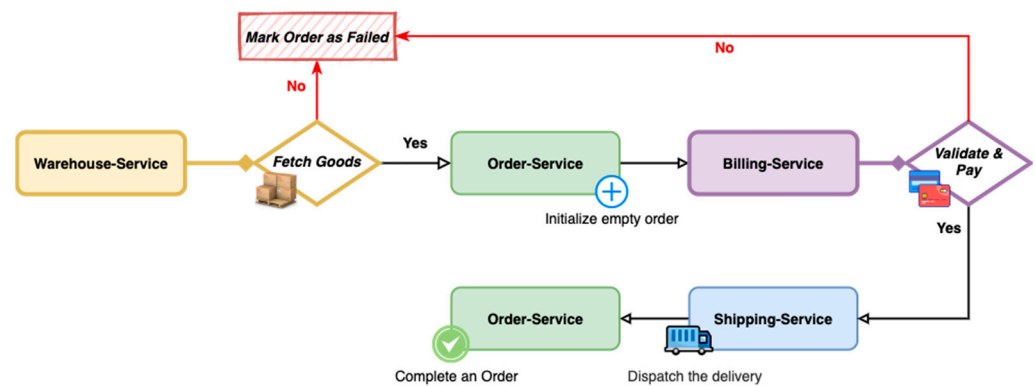 Mark Order as Failed
No
No
Warehouse-Service
Fetch Goods
Yes
Order-Service
Initialize empty order
Billing-Service
Validate &
Pay
Yes
Order-Service
Complete an Order
Shipping-Service
Dispatch the delivery